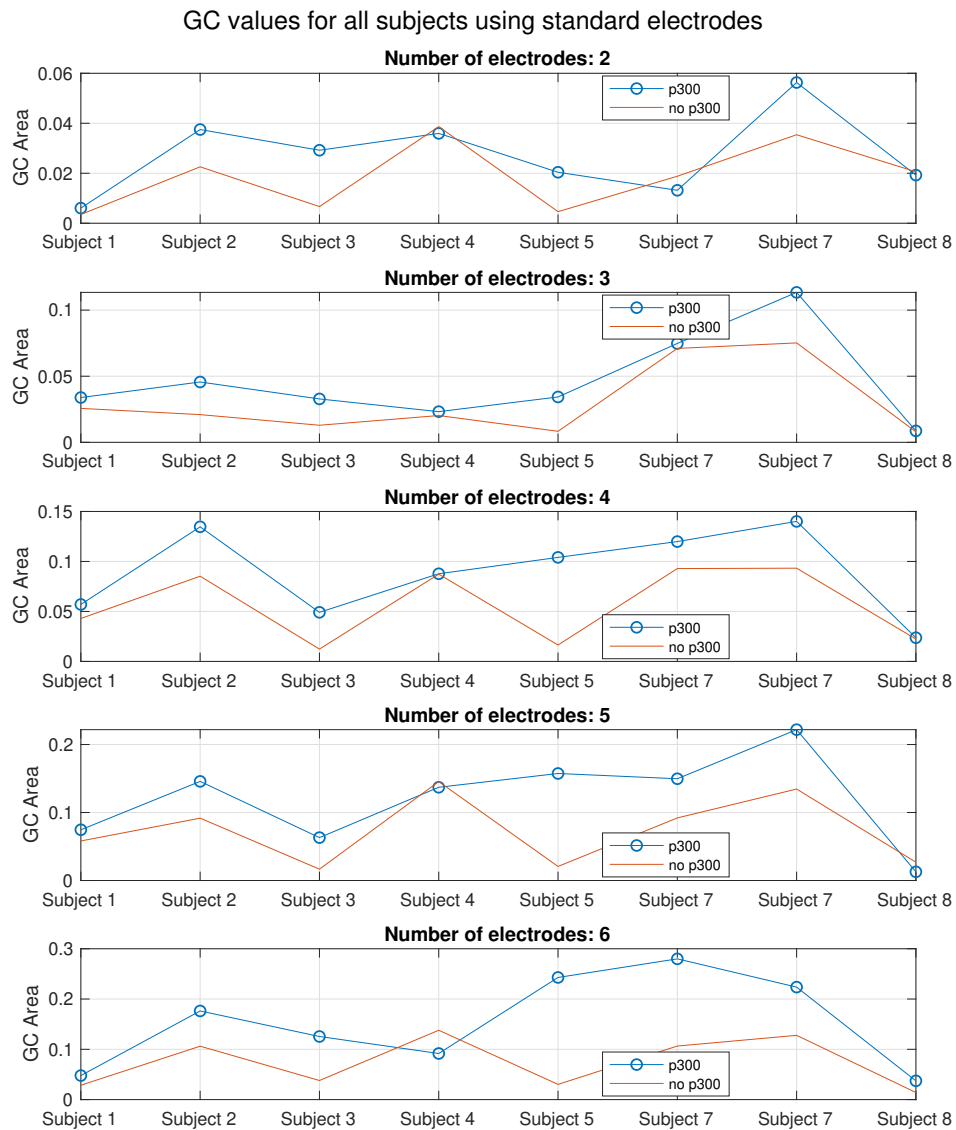 GC values for all subjects using standard electrodes
Number of electrodes: 2
0.06
0.04
0.02
0
GC Area
p300
no p300
Subject 1 Subject 2 Subject 3 Subject 4 Subject 5 Subject 7 Subject 7 Subject 8
Number of electrodes: 3
0.1
0.05
0
GC Area
p300
no p300
Subject 1 Subject 2 Subject 3 Subject 4 Subject 5 Subject 7 Subject 7 Subject 8
Number of electrodes: 4
0.15
0.1
0.05
0
GC Area
p300
no p300
Subject 1 Subject 2 Subject 3 Subject 4 Subject 5 Subject 7 Subject 7 Subject 8
Number of electrodes: 5
0.2
0.1
0
GC Area
p300
no p300
Subject 1 Subject 2 Subject 3 Subject 4 Subject 5 Subject 7 Subject 7 Subject 8
Number of electrodes: 6
0.3
0.2
0.1
0
GC Area
p300
no p300
Subject 1 Subject 2 Subject 3 Subject 4 Subject 5 Subject 7 Subject 7 Subject 8